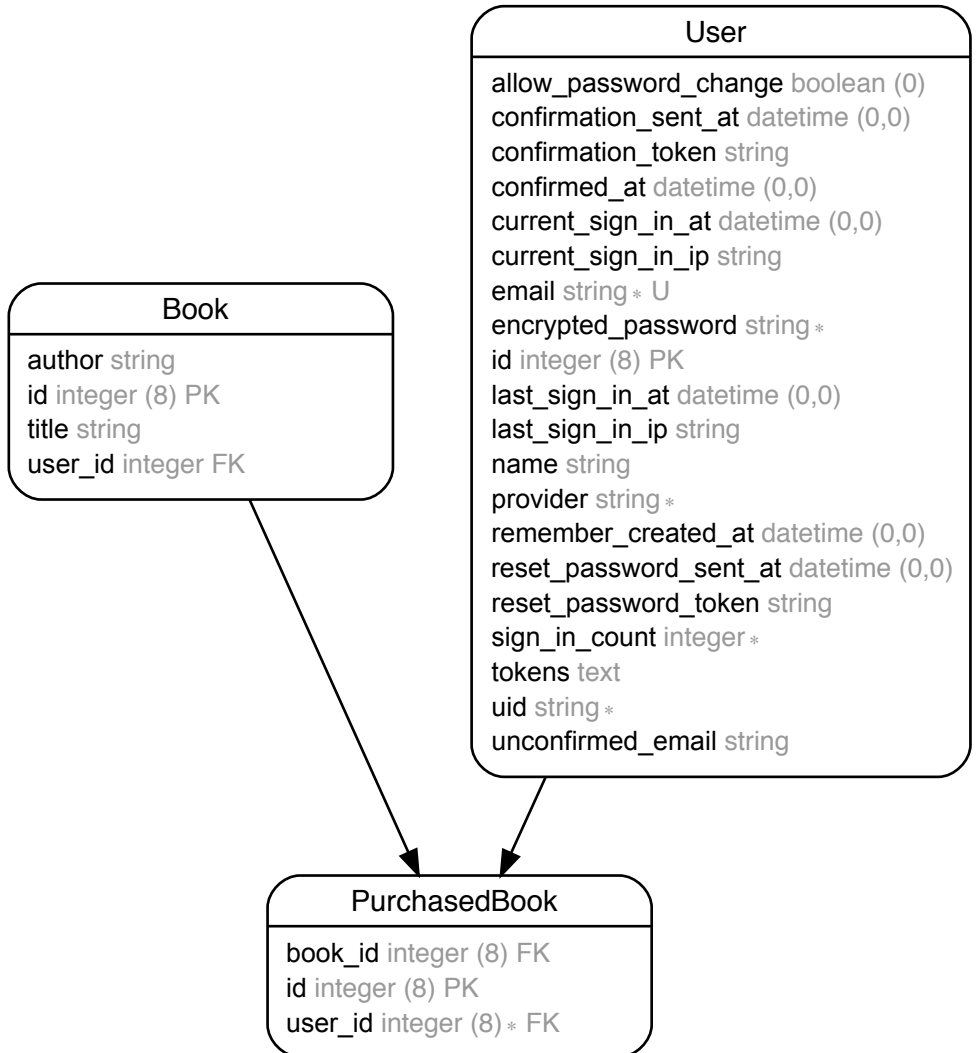 User
allow_password_change boolean (0)
confirmation_sent_at datetime (0,0)
confirmation_token string
confirmed_at datetime (0,0)
current_sign_in_at datetime (0,0)
current_sign_in_ip string
email string ∗ U
encrypted_password string ∗
id integer (8) PK
last_sign_in_at datetime (0,0)
last_sign_in_ip string
name string
provider string ∗
remember_created_at datetime (0,0)
reset_password_sent_at datetime (0,0)
reset_password_token string
sign_in_count integer ∗
tokens text
uid string ∗
unconfirmed_email string
Book
author string
id integer (8) PK
title string
user_id integer FK
PurchasedBook
book_id integer (8) FK
id integer (8) PK
user_id integer (8) ∗ FK